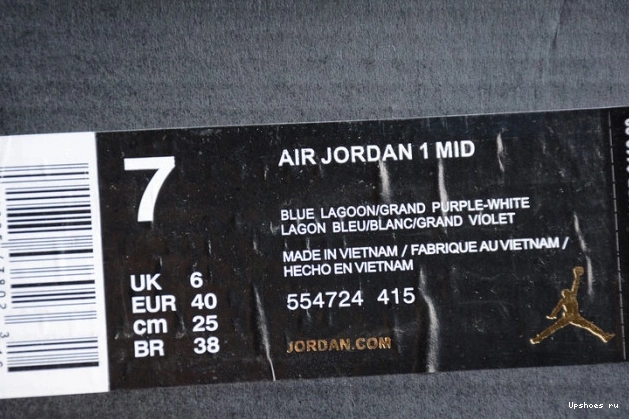 7
UK 6
EUR 40
cm 25
BR 38
AIR JORDAN 1 MID
BLUE LAGOON/GRAND PURPLE-WHITE
LAGON BLEU/BLANC/GRAND VIOLET
MADE IN VIETNAM / FABRIQUE AU VIETNAM /
HECHO EN VIETNAM
554724 415
JORDAN.COM
Upshoes ru